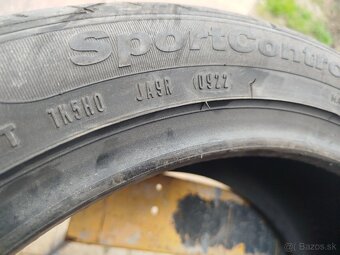 SportContro
T TK5H0 JA9R 0922
Bazos.sk